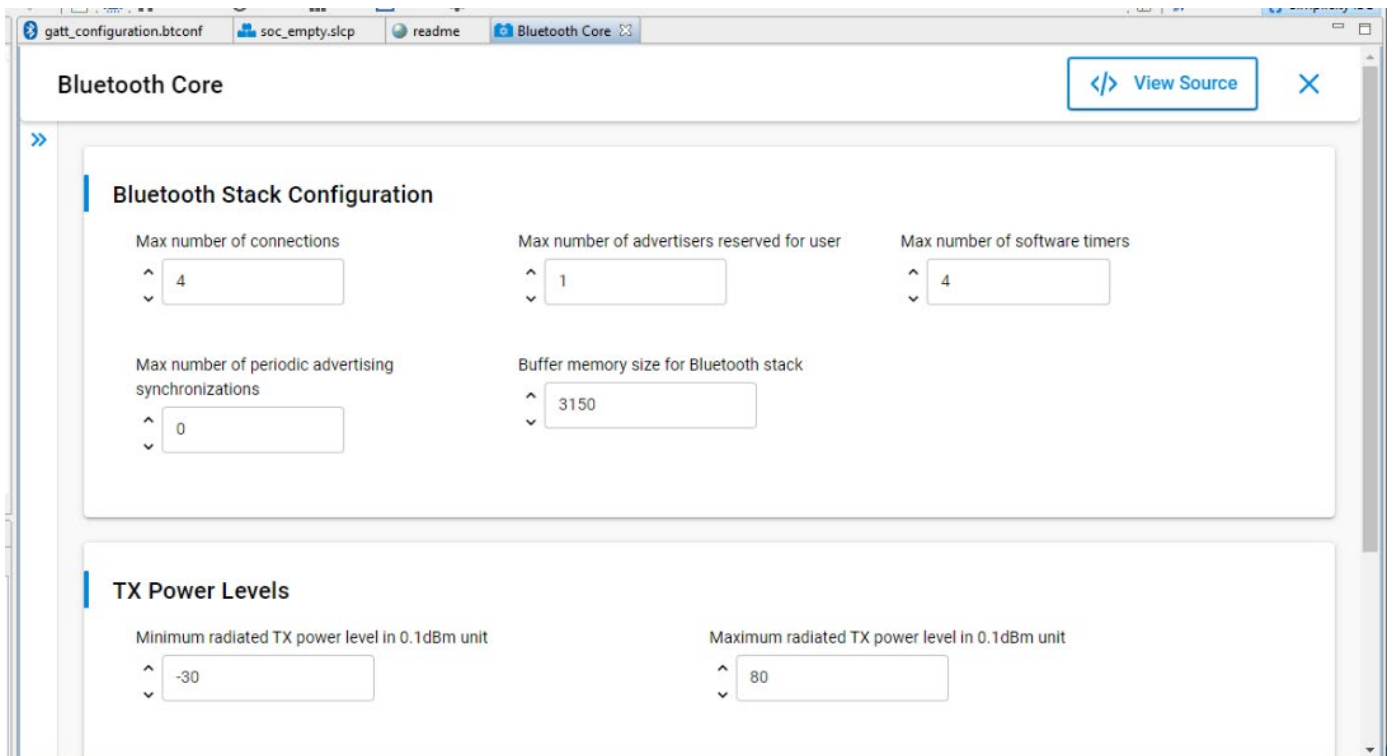 gatt_configuration.btconf soc_empty.slcp readme Bluetooth Core
Bluetooth Core
View Source
Bluetooth Stack Configuration
Max number of connections
4
Max number of advertisers reserved for user
1
Max number of software timers
4
Max number of periodic advertising
synchronizations
0
Buffer memory size for Bluetooth stack
3150
TX Power Levels
Minimum radiated TX power level in 0.1dBm unit
-30
Maximum radiated TX power level in 0.1dBm unit
80